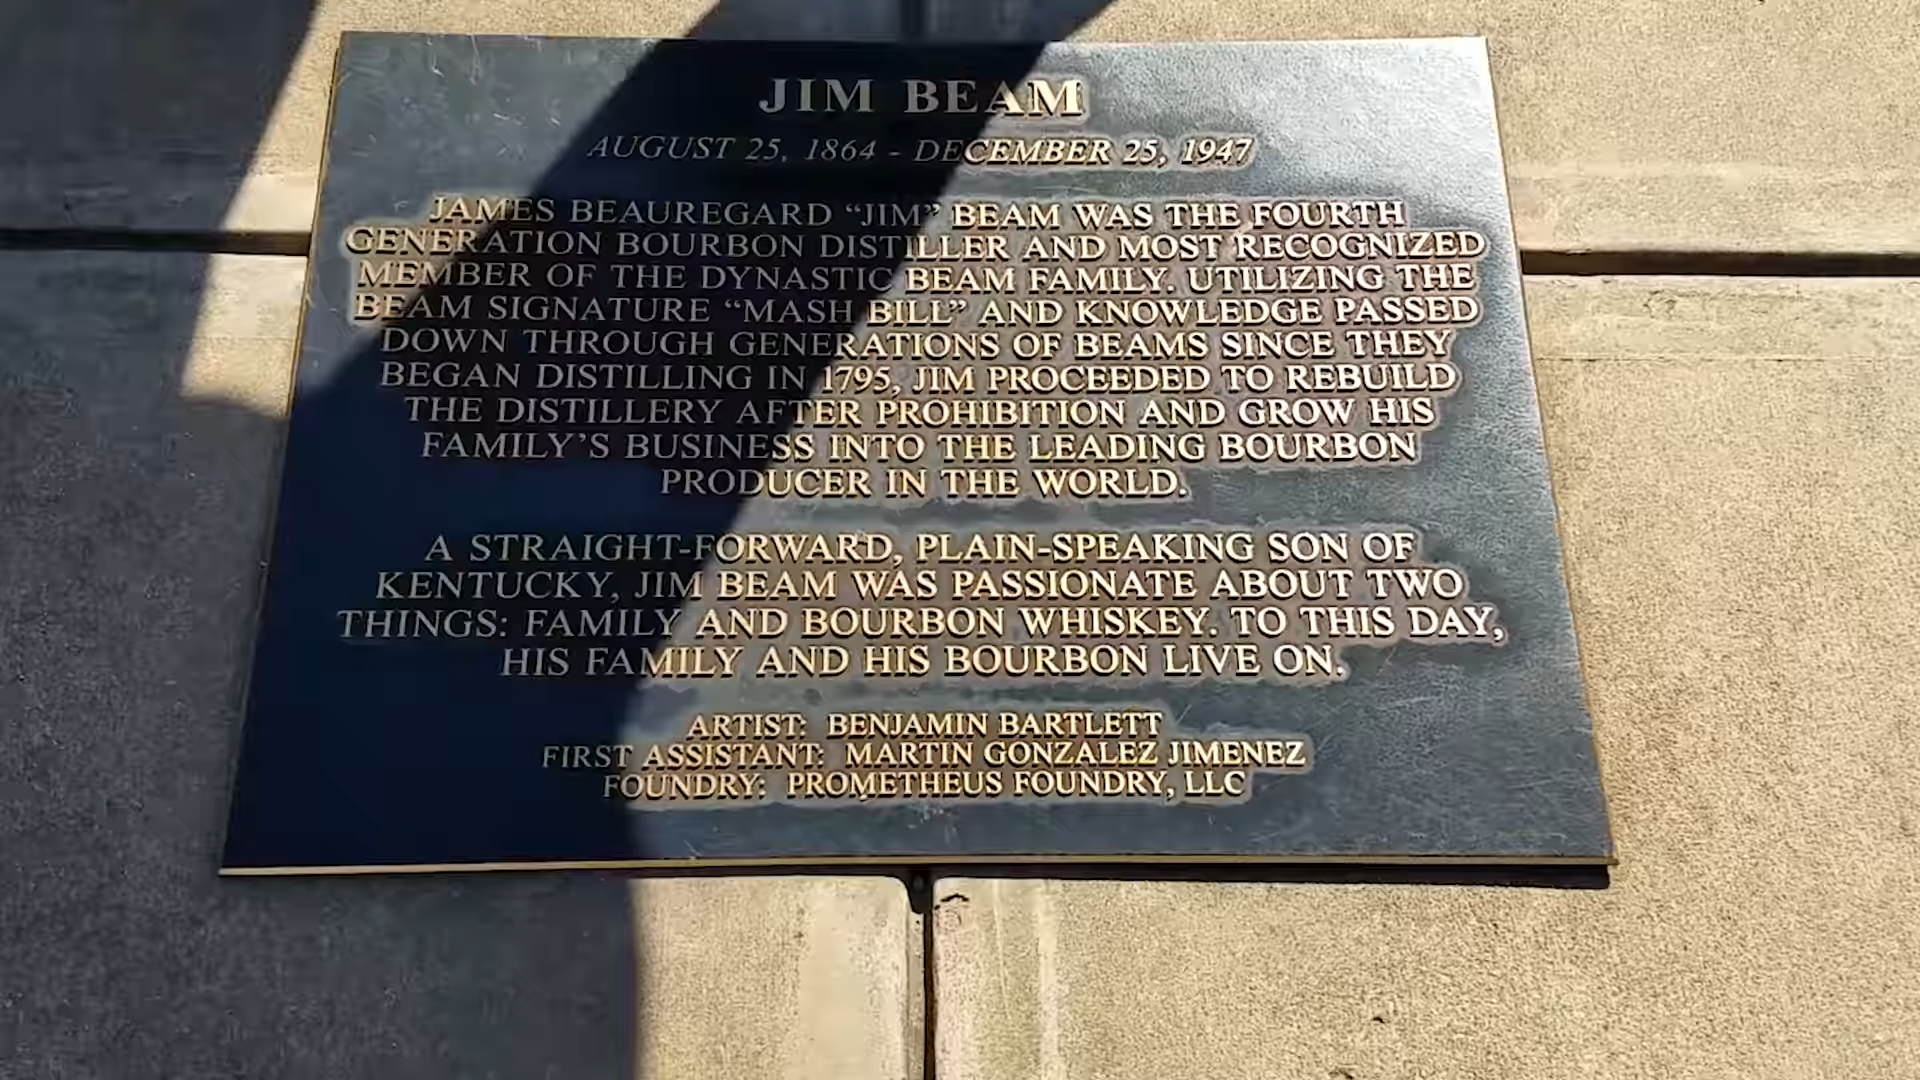 JIM BEAM
AUGUST 25, 1864 - DECEMBER 25, 1947
JAMES BEAUREGARD “JIM” BEAM WAS THE FOURTH
GENERATION BOURBON DISTILLER AND MOST RECOGNIZED
MEMBER OF THE DYNASTIC BEAM FAMILY. UTILIZING THE
BEAM SIGNATURE “MASH BILL” AND KNOWLEDGE PASSED
DOWN THROUGH GENERATIONS OF BEAMS SINCE THEY
BEGAN DISTILLING IN 1795, JIM PROCEEDED TO REBUILD
THE DISTILLERY AFTER PROHIBITION AND GROW HIS
FAMILY’S BUSINESS INTO THE LEADING BOURBON
PRODUCER IN THE WORLD.
A STRAIGHT-FORWARD, PLAIN-SPEAKING SON OF
KENTUCKY, JIM BEAM WAS PASSIONATE ABOUT TWO
THINGS: FAMILY AND BOURBON WHISKEY. TO THIS DAY,
HIS FAMILY AND HIS BOURBON LIVE ON.
ARTIST: BENJAMIN BARTLETT
FIRST ASSISTANT: MARTIN GONZALEZ JIMENEZ
FOUNDRY: PROMETHEUS FOUNDRY, LLC